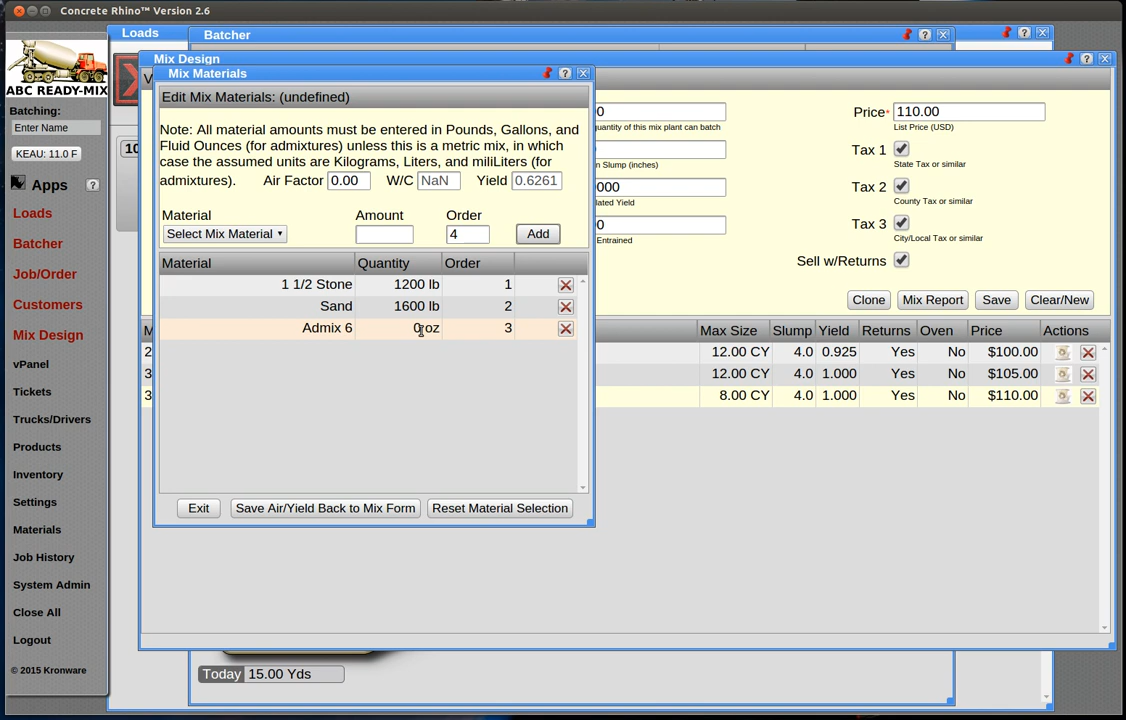 Concrete Rhino™ Version 2.6
ABC READY-MIX
Batching:
Enter Name
KEAU: 11.0 F
Apps ?
Loads
Batcher
Job/Order
Customers
Mix Design
vPanel
Tickets
Trucks/Drivers
Products
Inventory
Settings
Materials
Job History
System Admin
Close All
Logout
© 2015 Kronware
Loads
Batcher
Mix Design
Mix Materials
Edit Mix Materials: (undefined)
Note: All material amounts must be entered in Pounds, Gallons, and
Fluid Ounces (for admixtures) unless this is a metric mix, in which
case the assumed units are Kilograms, Liters, and miliLiters (for
admixtures). Air Factor 0.00 W/C NaN Yield 0.6261
Material Amount Order
Select Mix Material 4 Add
Material Quantity Order
1 1/2 Stone 1200 lb 1
Sand 1600 lb 2
Admix 6 0 oz 3
Exit Save Air/Yield Back to Mix Form Reset Material Selection
Price* 110.00
quantity of this mix plant can batch List Price (USD)
Tax 1
n Slump (inches) State Tax or similar
0000 Tax 2
lated Yield County Tax or similar
Tax 3
Entrained City/Local Tax or similar
Sell w/Returns
Clone Mix Report Save Clear/New
Max Size Slump Yield Returns Oven Price Actions
12.00 CY 4.0 0.925 Yes No $100.00
12.00 CY 4.0 1.000 Yes No $105.00
8.00 CY 4.0 1.000 Yes No $110.00
Today 15.00 Yds